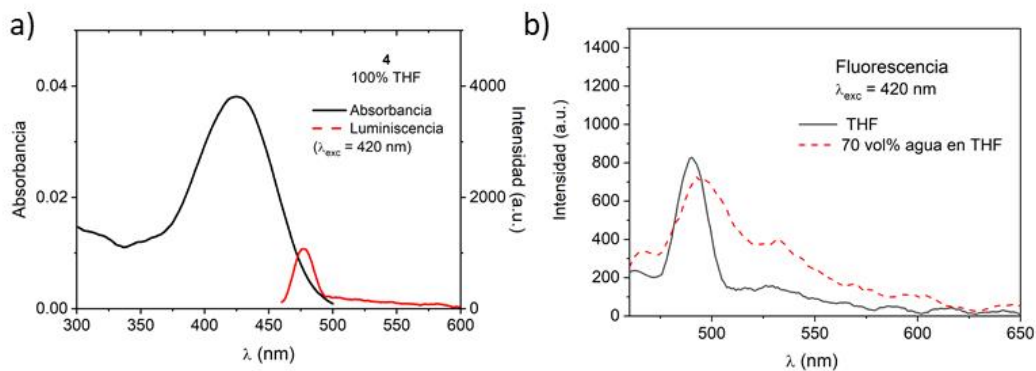 a)
4
100% THF
Absorbancia
Luminiscencia
(λexc = 420 nm)
Absorbancia
0.04
0.02
0.00
Intensidad (a.u.)
4000
2000
0
300 350 400 450 500 550 600
λ (nm)
b)
Fluorescencia
λexc = 420 nm
THF
70 vol% agua en THF
Intensidad (a.u.)
1400
1200
1000
800
600
400
200
0
500 550 600 650
λ (nm)